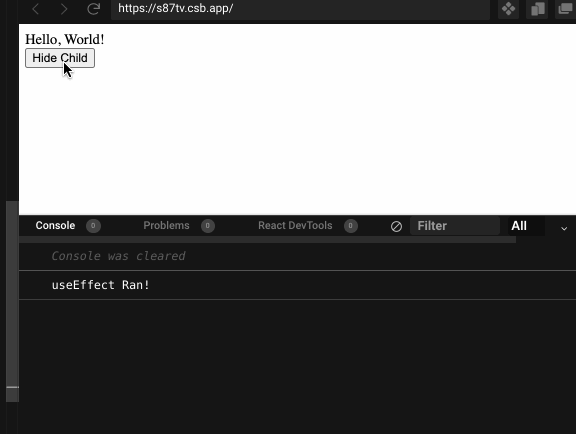 https://s87tv.csb.app/
Hello, World!
Hide Child
Console 0 Problems 0 React DevTools 0 Filter All
Console was cleared
useEffect Ran!